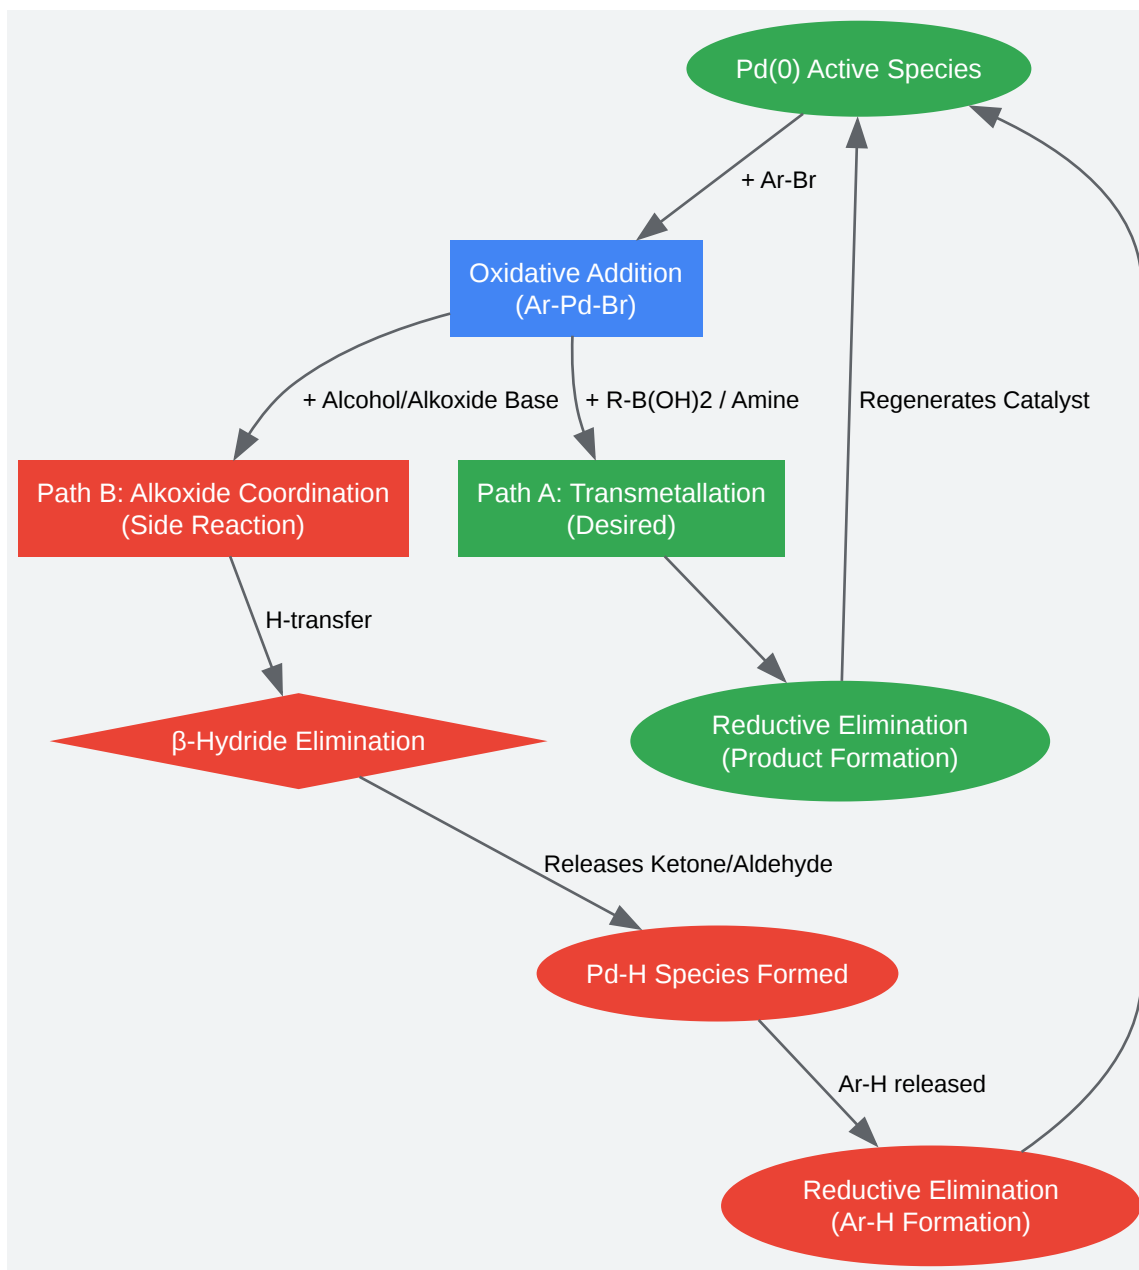 Pd(0) Active Species
+ Ar-Br
Oxidative Addition
(Ar-Pd-Br)
+ Alcohol/Alkoxide Base
+ R-B(OH)2 / Amine
Regenerates Catalyst
Path B: Alkoxide Coordination
(Side Reaction)
Path A: Transmetallation
(Desired)
H-transfer
β-Hydride Elimination
Reductive Elimination
(Product Formation)
Releases Ketone/Aldehyde
Pd-H Species Formed
Ar-H released
Reductive Elimination
(Ar-H Formation)